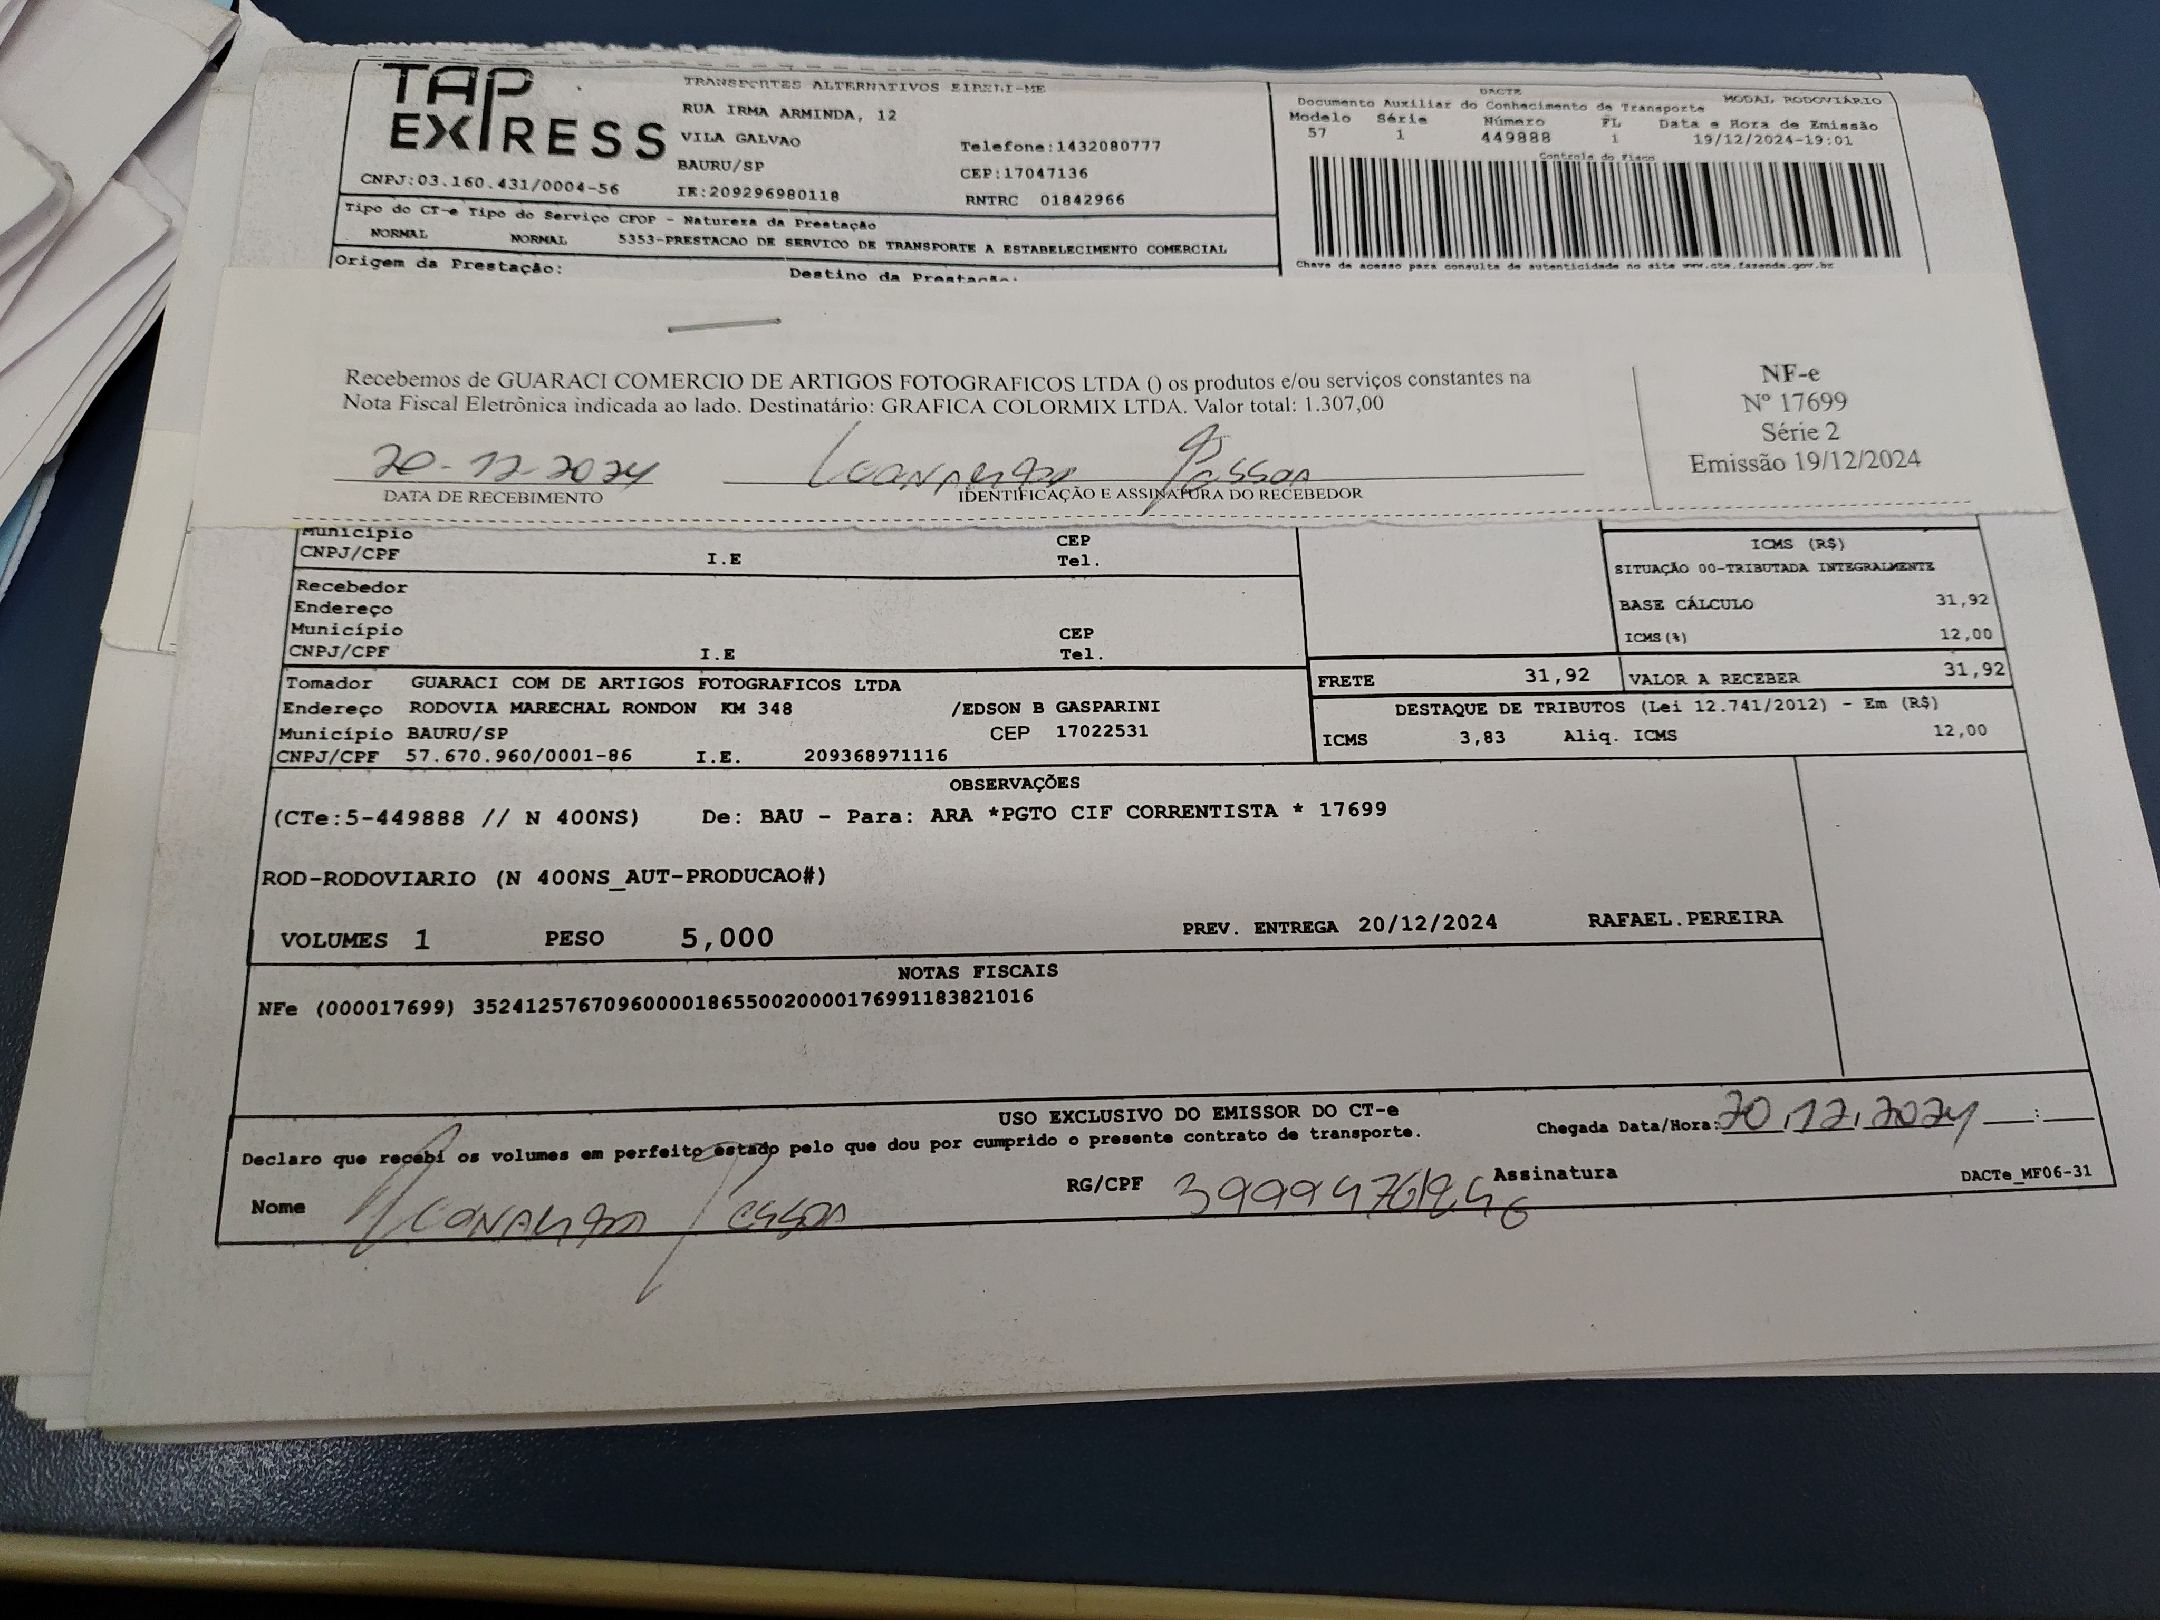 TAP EXPRESS
TRANSPORTES ALTERNATIVOS EIRELI-ME
RUA IRMA ARMINDA, 12
VILA GALVAO
Telefone:1432080777
BAURU/SP
CEP:17047136
CNPJ:03.160.431/0004-56
IE:209296980118
RNTRC 01842966
DACTE
Documento Auxiliar do Conhecimento de Transporte MODAL RODOVIÁRIO
Modelo Série Número FL Data e Hora de Emissão
57 1 449888 1 19/12/2024-19:01
Controle do Fisco
Chave de acesso para consulta de autenticidade no site www.cte.fazenda.gov.br
Tipo do CT-e Tipo do Serviço CFOP - Natureza da Prestação
NORMAL NORMAL 5353-PRESTACAO DE SERVICO DE TRANSPORTE A ESTABELECIMENTO COMERCIAL
Origem da Prestação: Destino da Prestação:
Recebemos de GUARACI COMERCIO DE ARTIGOS FOTOGRAFICOS LTDA () os produtos e/ou serviços constantes na
Nota Fiscal Eletrônica indicada ao lado. Destinatário: GRAFICA COLORMIX LTDA. Valor total: 1.307,00
20-12-2024
DATA DE RECEBIMENTO
IDENTIFICAÇÃO E ASSINATURA DO RECEBEDOR
NF-e
Nº 17699
Série 2
Emissão 19/12/2024
Município CEP
CNPJ/CPF I.E Tel.
Recebedor
Endereço
Município CEP
CNPJ/CPF I.E Tel.
ICMS (R$)
SITUAÇÃO 00-TRIBUTADA INTEGRALMENTE
BASE CÁLCULO 31,92
ICMS(%) 12,00
FRETE 31,92 VALOR A RECEBER 31,92
DESTAQUE DE TRIBUTOS (Lei 12.741/2012) - Em (R$)
ICMS 3,83 Aliq. ICMS 12,00
Tomador GUARACI COM DE ARTIGOS FOTOGRAFICOS LTDA
Endereço RODOVIA MARECHAL RONDON KM 348 /EDSON B GASPARINI
Município BAURU/SP CEP 17022531
CNPJ/CPF 57.670.960/0001-86 I.E. 209368971116
OBSERVAÇÕES
(CTe:5-449888 // N 400NS) De: BAU - Para: ARA *PGTO CIF CORRENTISTA * 17699
ROD-RODOVIARIO (N 400NS_AUT-PRODUCAO#)
VOLUMES 1 PESO 5,000 PREV. ENTREGA 20/12/2024 RAFAEL.PEREIRA
NOTAS FISCAIS
NFe (000017699) 35241257670960000186550020000176991183821016
USO EXCLUSIVO DO EMISSOR DO CT-e
Declaro que recebi os volumes em perfeito estado pelo que dou por cumprido o presente contrato de transporte.
Chegada Data/Hora: 20.12.2024 __:__
Nome RG/CPF Assinatura
DACTe_MF06-31